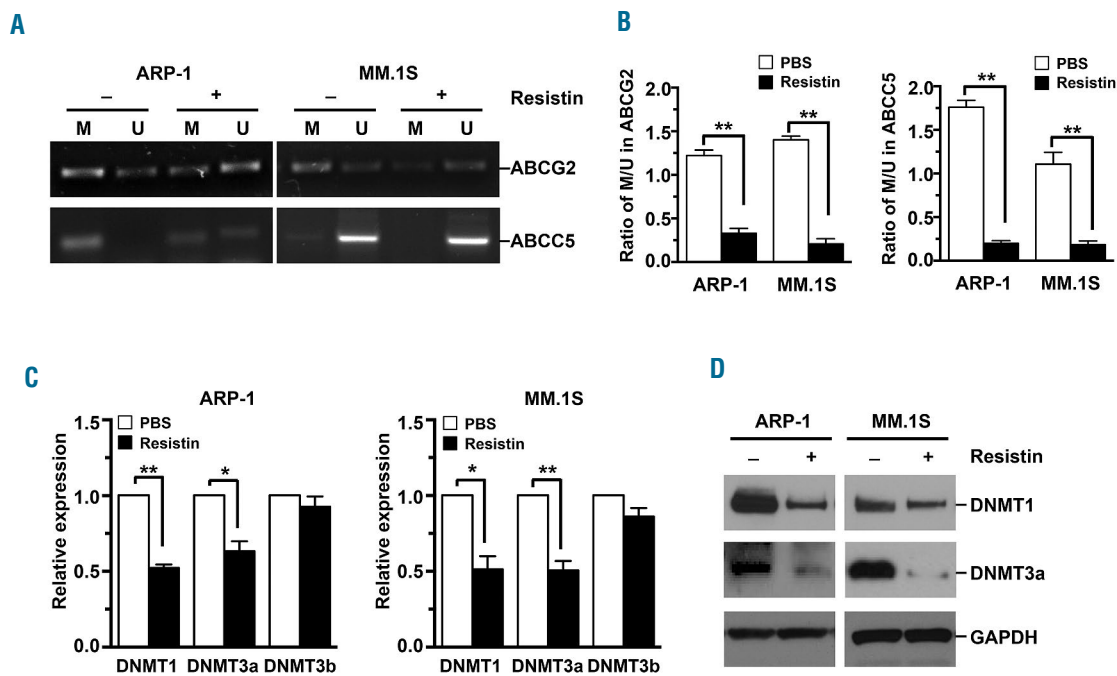 A
ARP-1 MM.1S
– + – + Resistin
M U M U M U M U
ABCG2
ABCC5
B
PBS
Resistin
Ratio of M/U in ABCG2
2.0
1.5
1.0
0.5
0.0
** **
ARP-1 MM.1S
PBS
Resistin
Ratio of M/U in ABCC5
2.0
1.5
1.0
0.5
0.0
** **
ARP-1 MM.1S
C
ARP-1
PBS
Resistin
Relative expression
1.5
1.0
0.5
0.0
** *
DNMT1 DNMT3a DNMT3b
MM.1S
PBS
Resistin
Relative expression
1.5
1.0
0.5
0.0
* **
DNMT1 DNMT3a DNMT3b
D
ARP-1 MM.1S
– + – + Resistin
DNMT1
DNMT3a
GAPDH